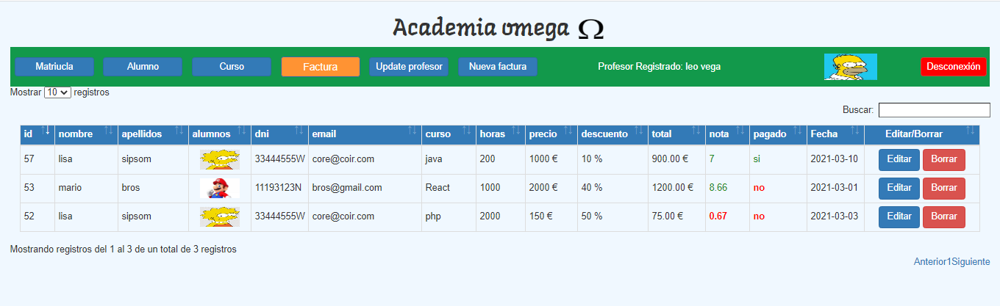 Academia omega Ω
Matriucla Alumno Curso Factura Update profesor Nueva factura Profesor Registrado: leo vega Desconexión
Mostrar 10 registros
Buscar:
id nombre apellidos alumnos dni email curso horas precio descuento total nota pagado Fecha Editar/Borrar
57 lisa sipsom 33444555W core@coir.com java 200 1000 € 10 % 900.00 € 7 si 2021-03-10 Editar Borrar
53 mario bros 11193123N bros@gmail.com React 1000 2000 € 40 % 1200.00 € 8.66 no 2021-03-01 Editar Borrar
52 lisa sipsom 33444555W core@coir.com php 2000 150 € 50 % 75.00 € 0.67 no 2021-03-03 Editar Borrar
Mostrando registros del 1 al 3 de un total de 3 registros
Anterior1Siguiente